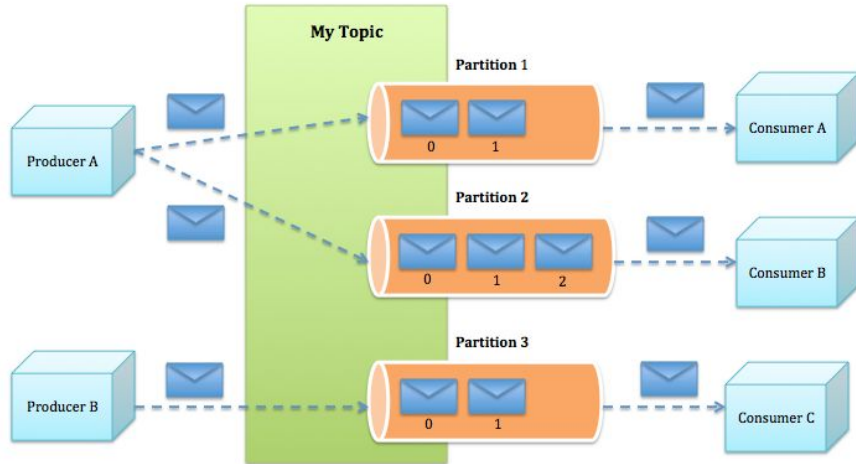 My Topic
Partition 1
0 1
Producer A
Consumer A
Partition 2
0 1 2
Consumer B
Partition 3
0 1
Producer B
Consumer C